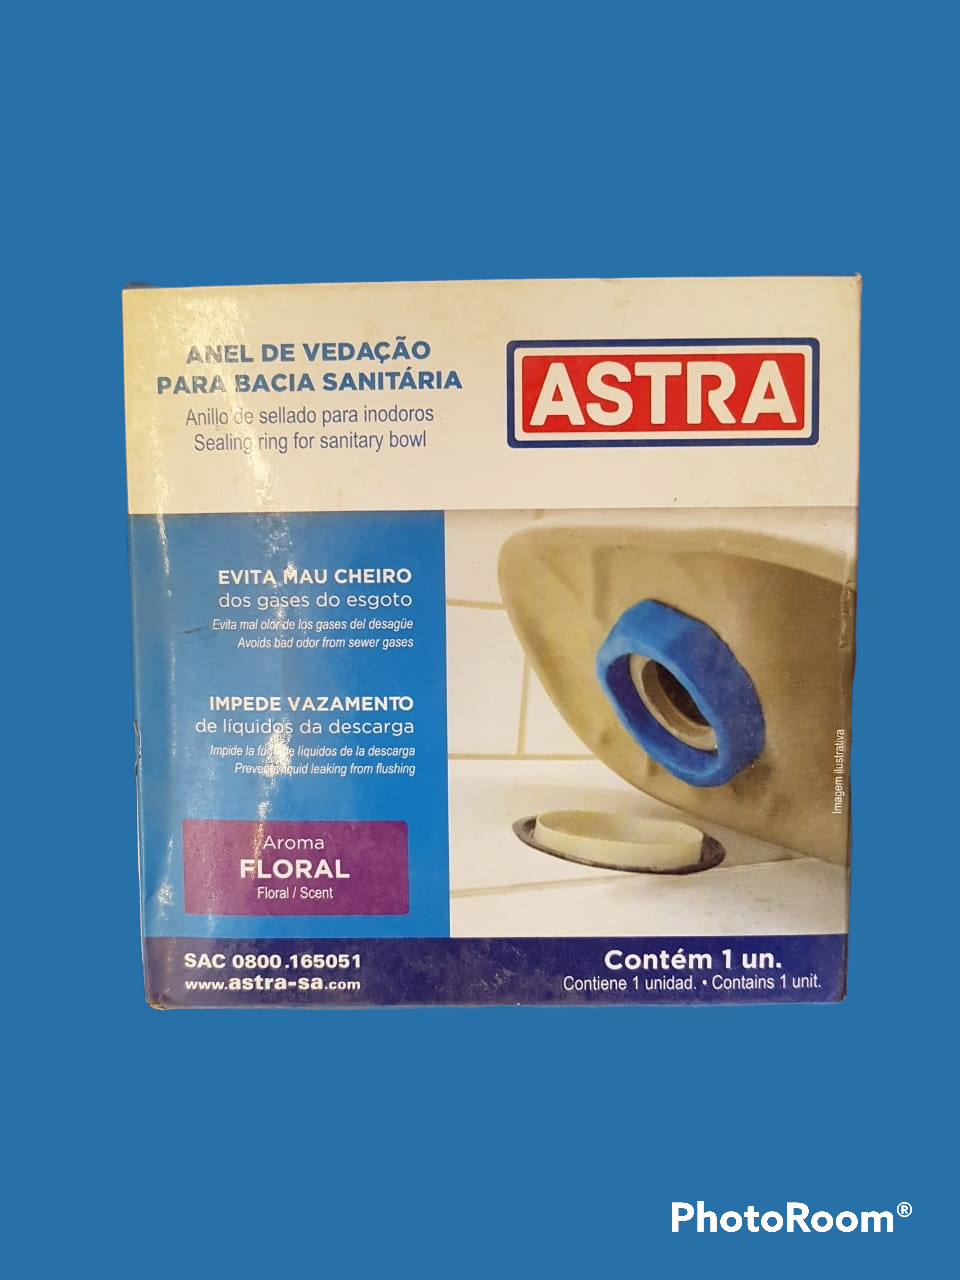 ANEL DE VEDAÇÃO
PARA BACIA SANITÁRIA
Anillo de sellado para inodoros
Sealing ring for sanitary bowl
ASTRA
EVITA MAU CHEIRO
dos gases do esgoto
Evita mal olor de los gases del desagüe
Avoids bad odor from sewer gases
IMPEDE VAZAMENTO
de líquidos da descarga
Impide la fuga de líquidos de la descarga
Prevents liquid leaking from flushing
Aroma
FLORAL
Floral / Scent
Imagem ilustrativa
SAC 0800.165051
www.astra-sa.com
Contém 1 un.
Contiene 1 unidad. • Contains 1 unit.
PhotoRoom®